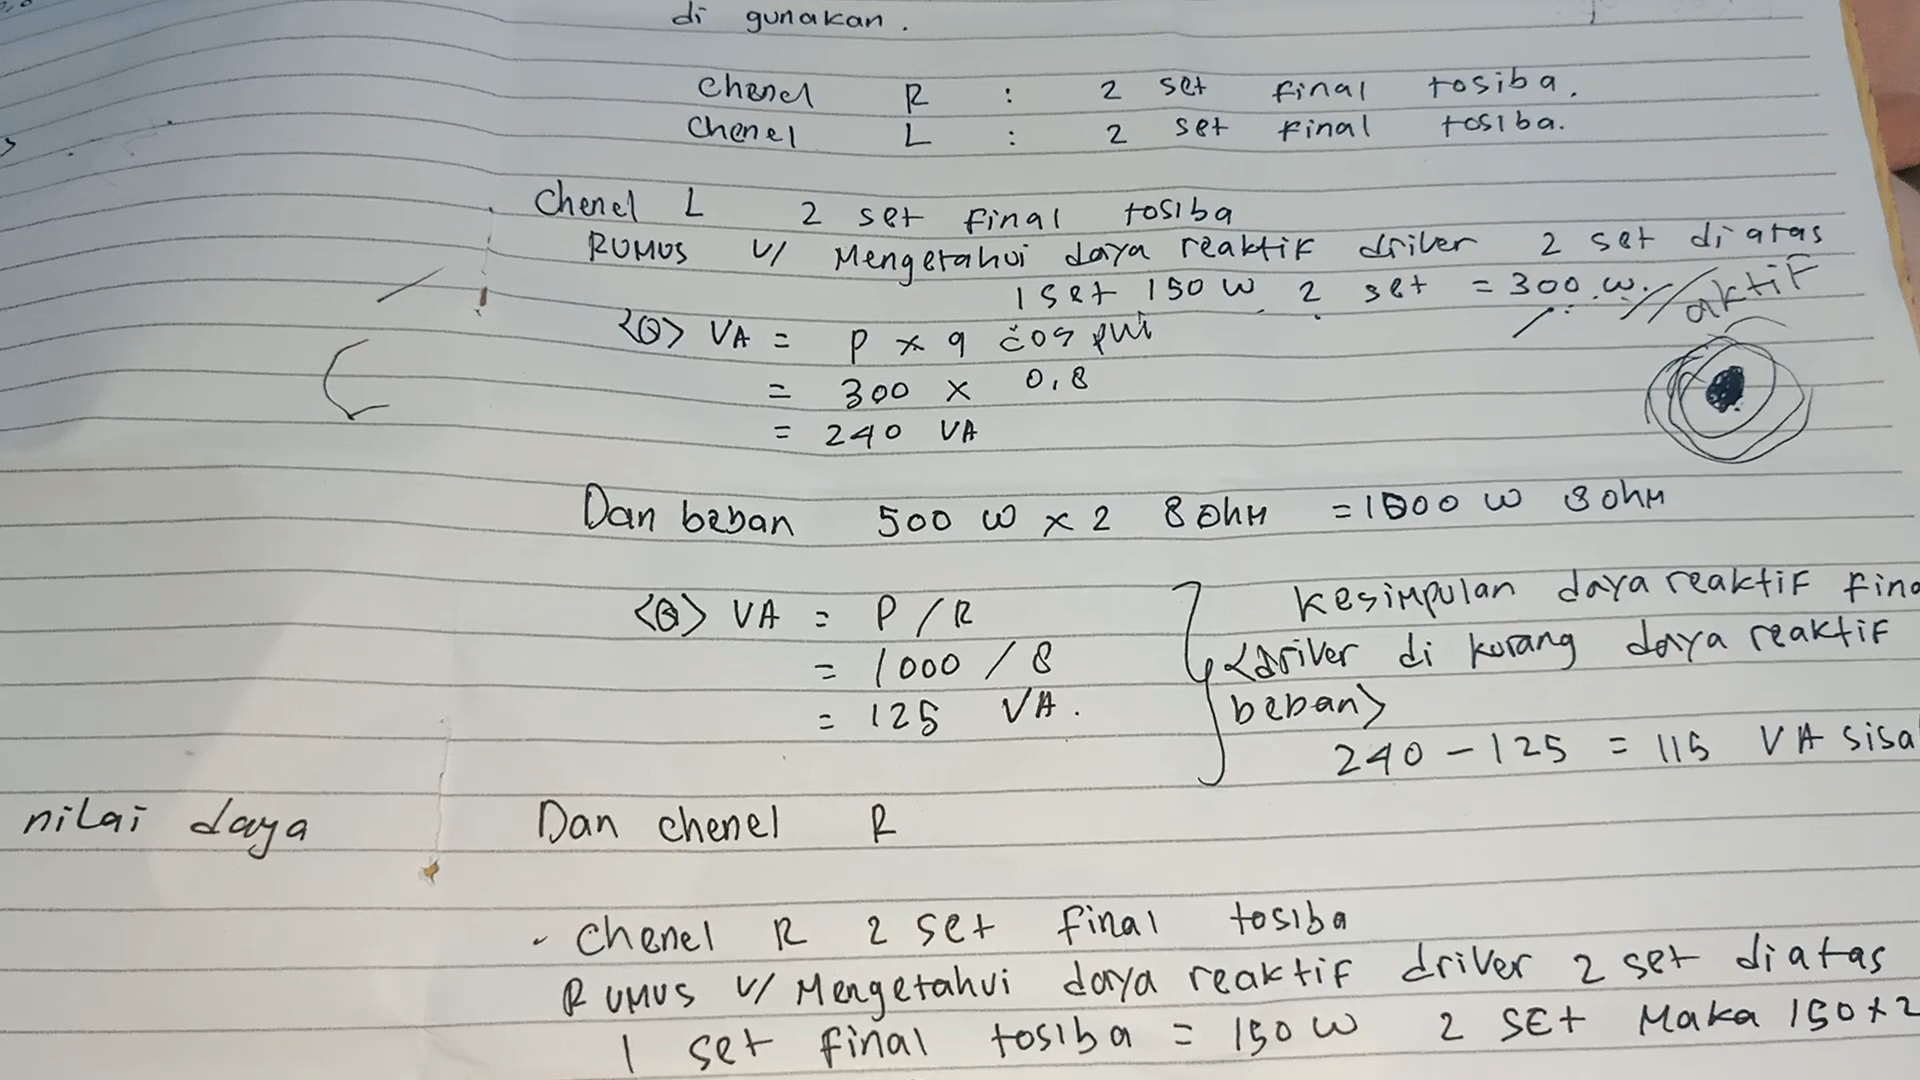 di gunakan.
Chenel R : 2 set final tosiba.
Chenel L : 2 set final tosiba.
Chenel L 2 set final tosiba
RUMUS U/ Mengetahui daya reaktif driver 2 set diatas
1 set 150 W 2 set = 300 W. // aktif
<Q> VA = P x q cos phi
= 300 x 0,8
= 240 VA
Dan beban 500 W x 2 8 Ohm = 1000 W 8 ohm
<Q> VA = P / R
= 1000 / 8
= 125 VA.
Kesimpulan daya reaktif fina
<driver di kurang daya reaktif
beban>
240 - 125 = 115 VA sisa
nilai daya
Dan chenel R
- Chenel R 2 set final tosiba
RUMUS U/ Mengetahui daya reaktif driver 2 set diatas
1 set final tosiba = 150 W 2 SEt Maka 150 + 2